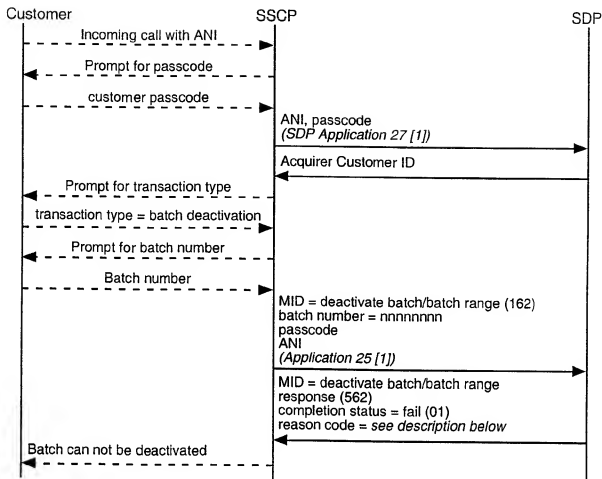 Customer
SSCP
SDP
Incoming call with ANI
Prompt for passcode
customer passcode
ANI, passcode
(SDP Application 27 [1])
Acquirer Customer ID
Prompt for transaction type
transaction type = batch deactivation
Prompt for batch number
Batch number
MID = deactivate batch/batch range (162)
batch number = nnnnnnnn
passcode
ANI
(Application 25 [1])
MID = deactivate batch/batch range
response (562)
completion status = fail (01)
reason code = see description below
Batch can not be deactivated